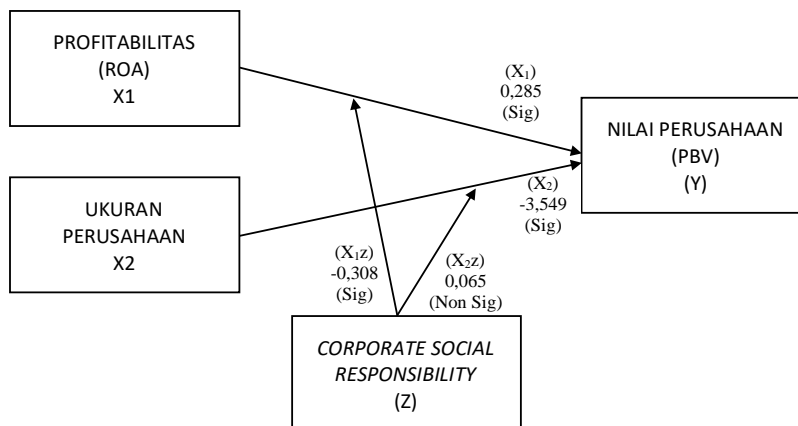 PROFITABILITAS
(ROA)
X1
(X₁)
0,285
(Sig)
NILAI PERUSAHAAN
(PBV)
(Y)
UKURAN
PERUSAHAAN
X2
(X₂)
-3,549
(Sig)
(X₁z)
-0,308
(Sig)
(X₂z)
0,065
(Non Sig)
CORPORATE SOCIAL
RESPONSIBILITY
(Z)